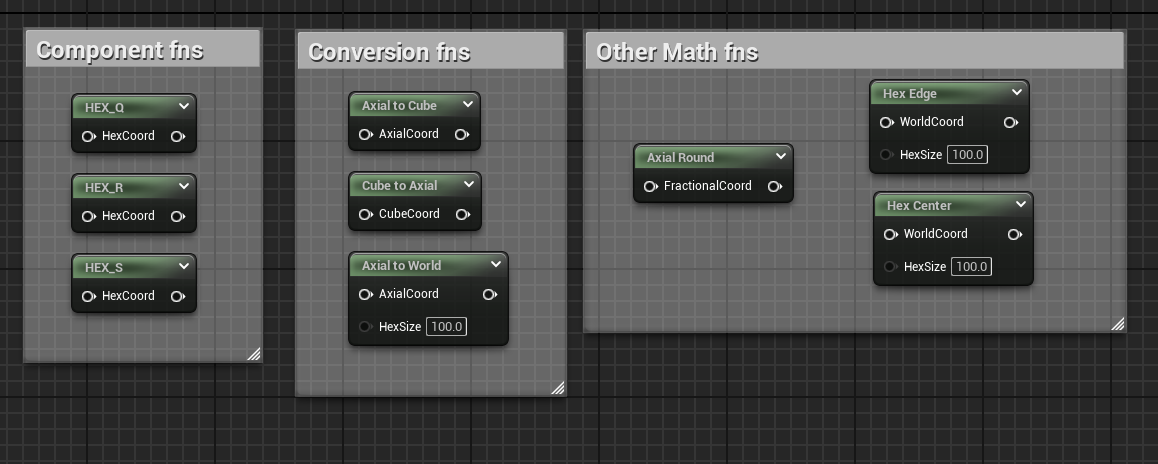 Component fns
HEX_Q
HexCoord
HEX_R
HexCoord
HEX_S
HexCoord
Conversion fns
Axial to Cube
AxialCoord
Cube to Axial
CubeCoord
Axial to World
AxialCoord
HexSize 100.0
Other Math fns
Axial Round
FractionalCoord
Hex Edge
WorldCoord
HexSize 100.0
Hex Center
WorldCoord
HexSize 100.0